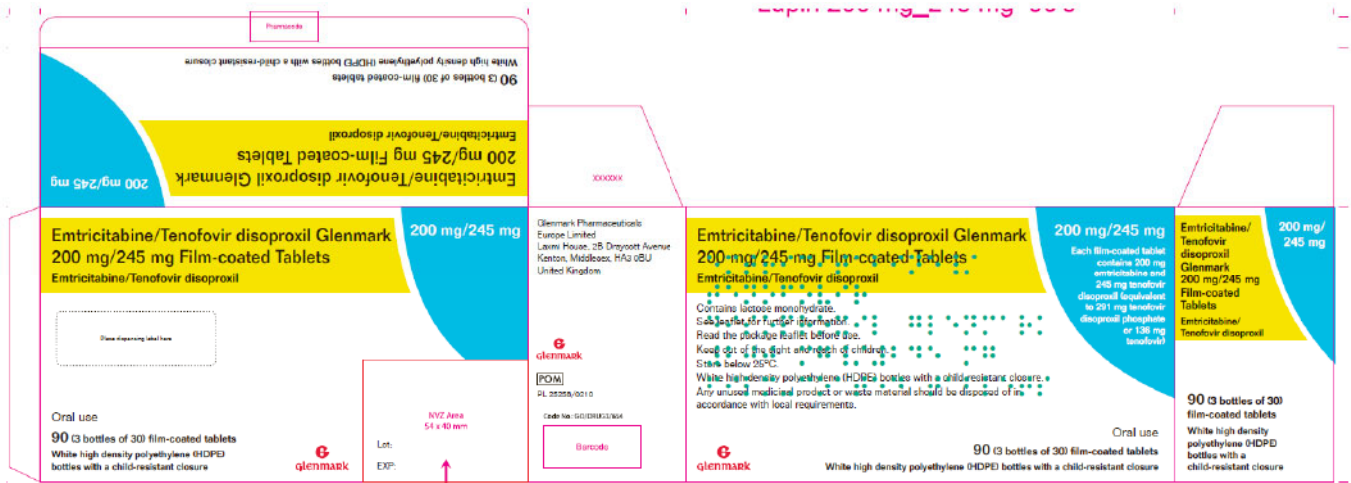 Lupin 200 mg_245 mg
Pharmacode
90 (3 bottles of 30) film-coated tablets
White high density polyethylene (HDPE) bottles with a child-resistant closure
Emtricitabine/Tenofovir disoproxil Glenmark
200 mg/245 mg Film-coated Tablets
Emtricitabine/Tenofovir disoproxil
200 mg/245 mg
xxxxxx
Emtricitabine/Tenofovir disoproxil Glenmark
200 mg/245 mg Film-coated Tablets
Emtricitabine/Tenofovir disoproxil
200 mg/245 mg
Place dispensing label here
Oral use
90 (3 bottles of 30) film-coated tablets
White high density polyethylene (HDPE)
bottles with a child-resistant closure
glenmark
NVZ Area
54 x 40 mm
Lot:
EXP:
Glenmark Pharmaceuticals
Europe Limited
Laxmi House, 2B Draycott Avenue
Kenton, Middlesex, HA3 0BU
United Kingdom
glenmark
POM
Code No.:
Barcode
Emtricitabine/Tenofovir disoproxil Glenmark
200 mg/245 mg Film-coated Tablets
Emtricitabine/Tenofovir disoproxil
Contains lactose monohydrate.
See leaflet for further information.
Read the package leaflet before use.
Keep out of the sight and reach of children.
Store below 25°C.
White high density polyethylene (HDPE) bottles with a child-resistant closure.
Any unused medicinal product or waste material should be disposed of in
accordance with local requirements.
200 mg/245 mg
Each film-coated tablet
contains 200 mg
emtricitabine and
245 mg tenofovir
disoproxil (equivalent
to 291 mg tenofovir
disoproxil phosphate
or 136 mg
tenofovir)
Oral use
90 (3 bottles of 30) film-coated tablets
White high density polyethylene (HDPE) bottles with a child-resistant closure
glenmark
Emtricitabine/
Tenofovir
disoproxil
Glenmark
200 mg/245 mg
Film-coated
Tablets
Emtricitabine/
Tenofovir disoproxil
200 mg/
245 mg
90 (3 bottles of 30)
film-coated tablets
White high density
polyethylene (HDPE)
bottles with a
child-resistant closure